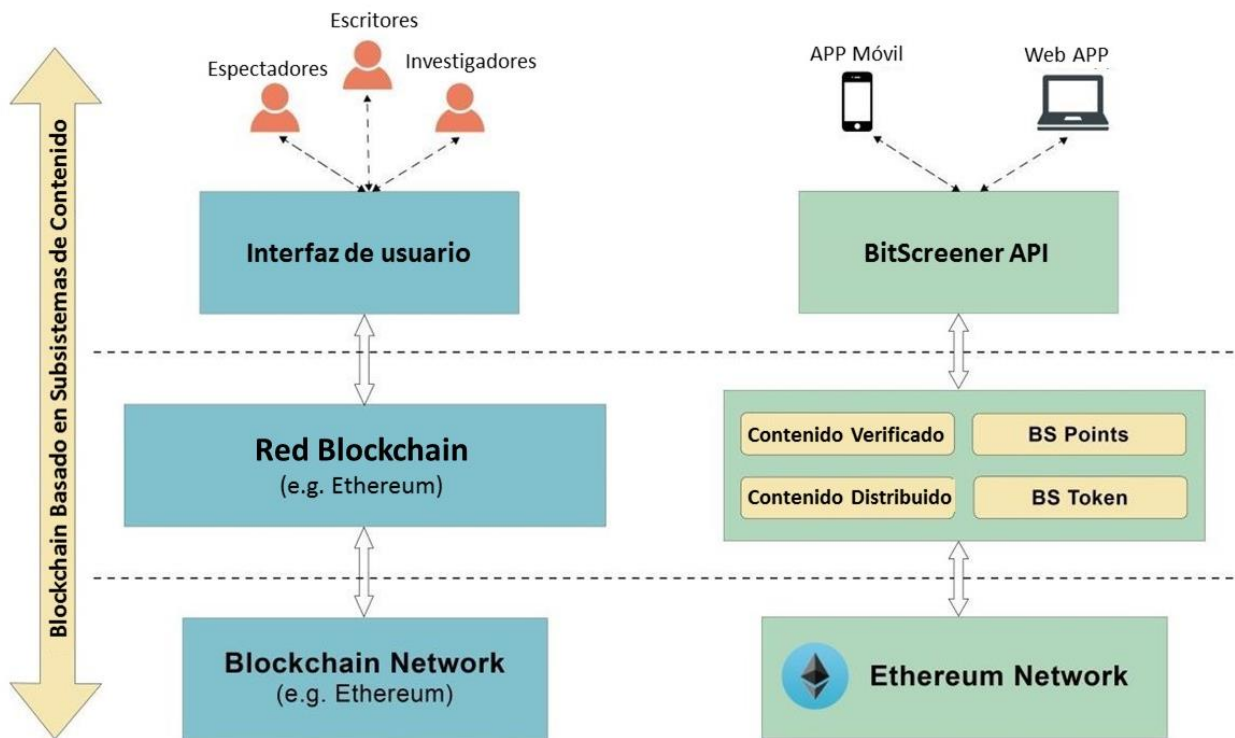 Blockchain Basado en Subsistemas de Contenido
Escritores
Espectadores
Investigadores
APP Móvil
Web APP
Interfaz de usuario
BitScreener API
Red Blockchain
(e.g. Ethereum)
Contenido Verificado
BS Points
Contenido Distribuido
BS Token
Blockchain Network
(e.g. Ethereum)
Ethereum Network